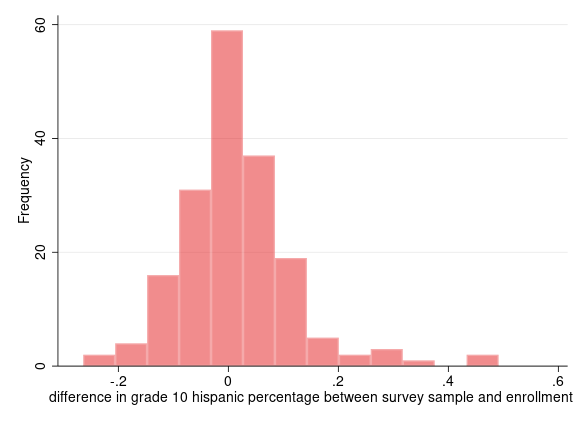 Frequency
60
40
20
0
-.2 0 .2 .4 .6
difference in grade 10 hispanic percentage between survey sample and enrollment